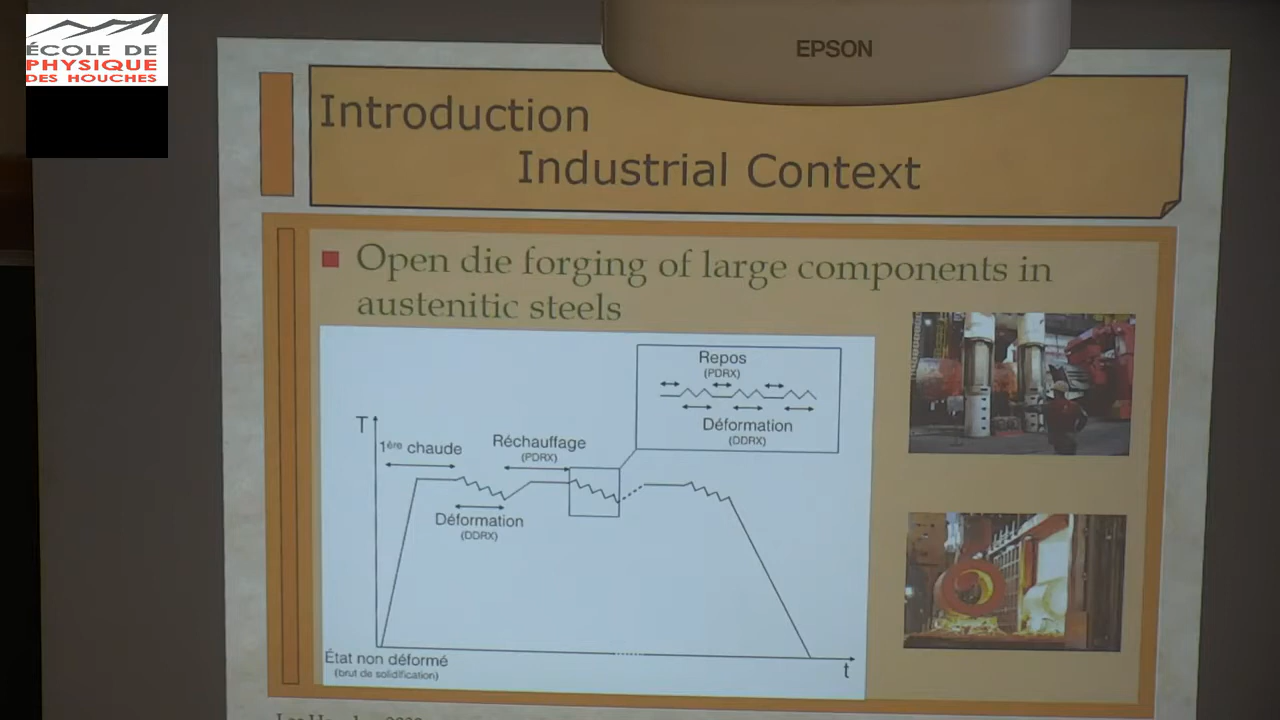 ÉCOLE DE
PHYSIQUE
DES HOUCHES
EPSON
Introduction
Industrial Context
Open die forging of large components in
austenitic steels
Repos
(PDRX)
Déformation
(DDRX)
T
1ère chaude
Réchauffage
(PDRX)
Déformation
(DDRX)
État non déformé
(brut de solidification)
t